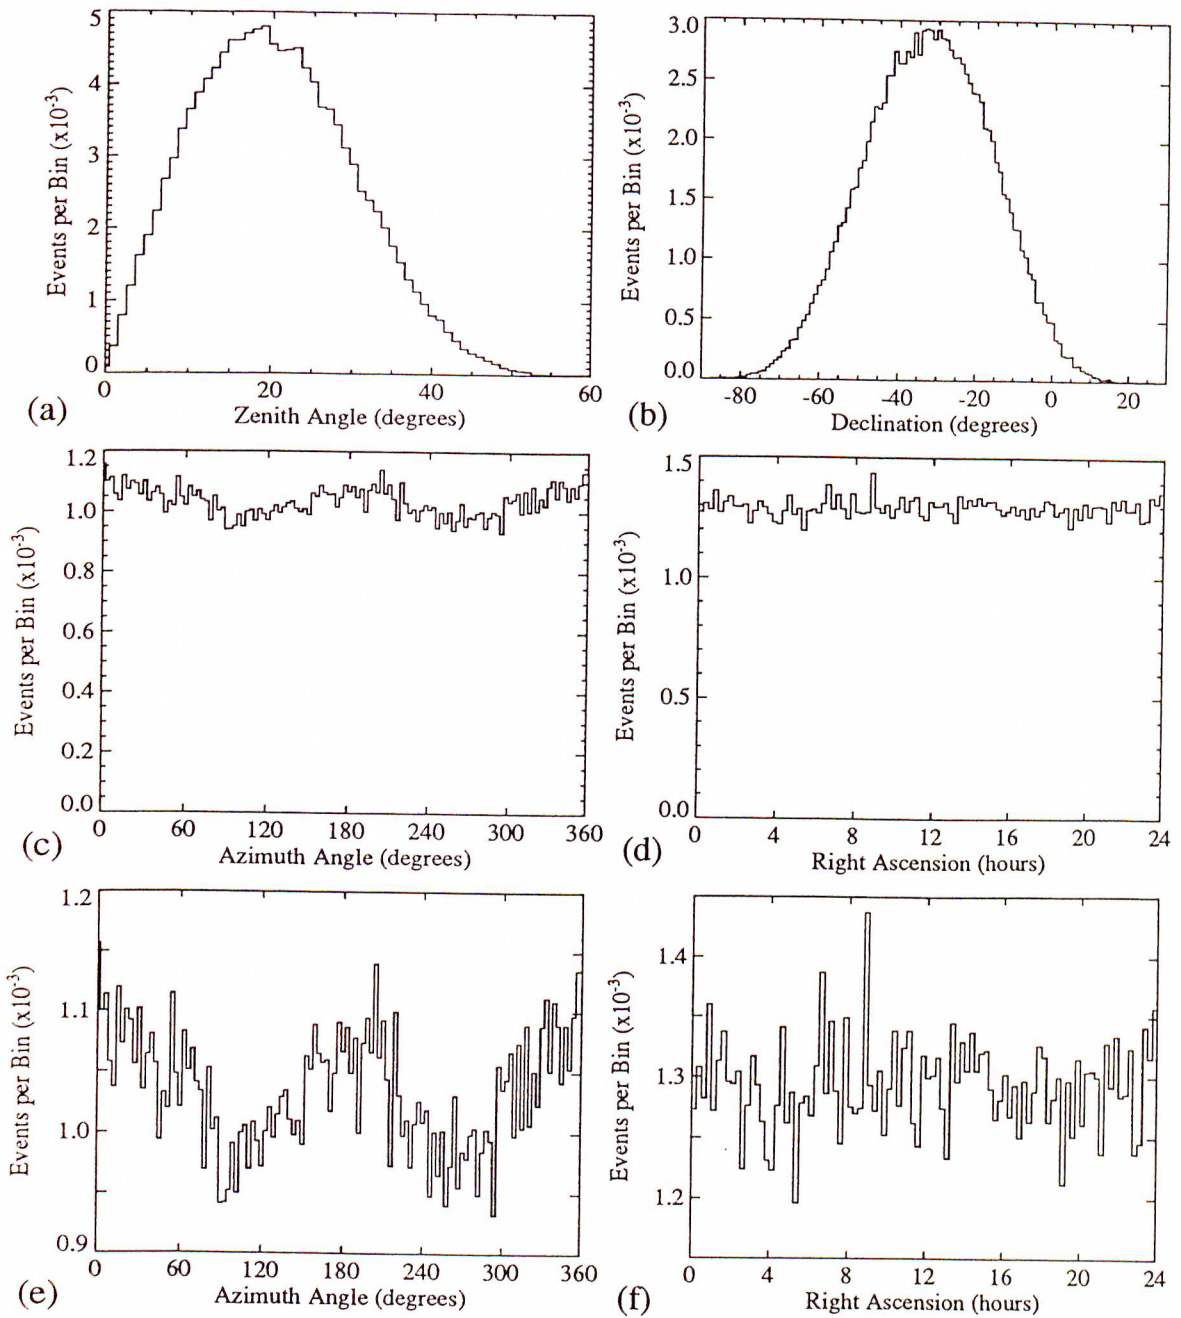 5
4
3
2
1
0
Events per Bin (x10-3)
0 20 40 60
Zenith Angle (degrees)
(a)
3.0
2.5
2.0
1.5
1.0
0.5
0.0
Events per Bin (x10-3)
-80 -60 -40 -20 0 20
Declination (degrees)
(b)
1.2
1.0
0.8
0.6
0.4
0.2
0.0
Events per Bin (x10-3)
0 60 120 180 240 300 360
Azimuth Angle (degrees)
(c)
1.5
1.0
0.5
0.0
Events per Bin (x10-3)
0 4 8 12 16 20 24
Right Ascension (hours)
(d)
1.2
1.1
1.0
0.9
Events per Bin (x10-3)
0 60 120 180 240 300 360
Azimuth Angle (degrees)
(e)
1.4
1.3
1.2
Events per Bin (x10-3)
0 4 8 12 16 20 24
Right Ascension (hours)
(f)